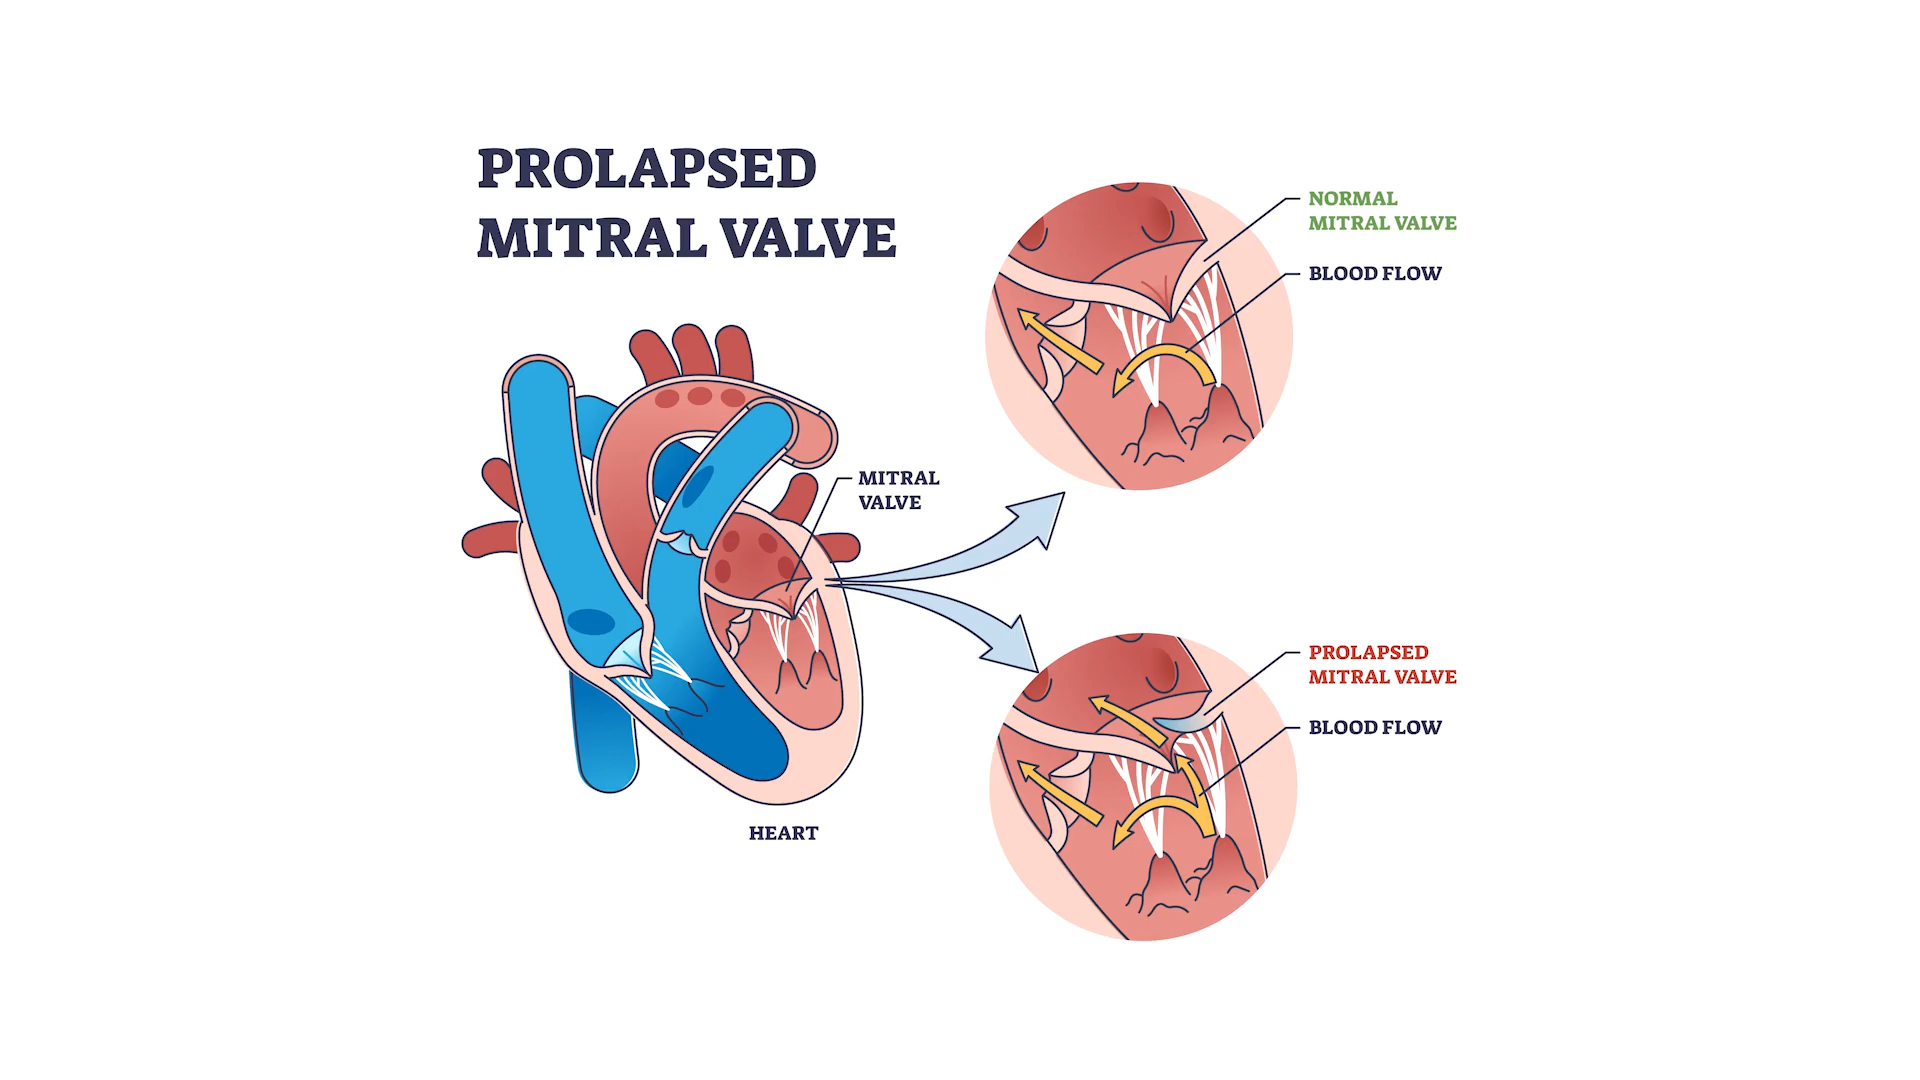 PROLAPSED
MITRAL VALVE
NORMAL
MITRAL VALVE
BLOOD FLOW
MITRAL
VALVE
PROLAPSED
MITRAL VALVE
BLOOD FLOW
HEART